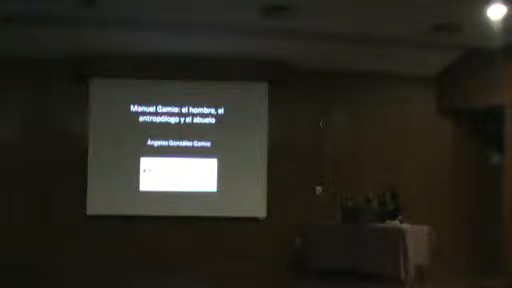 Manuel Gamio: el hombre, el
antropólogo y el abuelo
Ángeles González Gamio